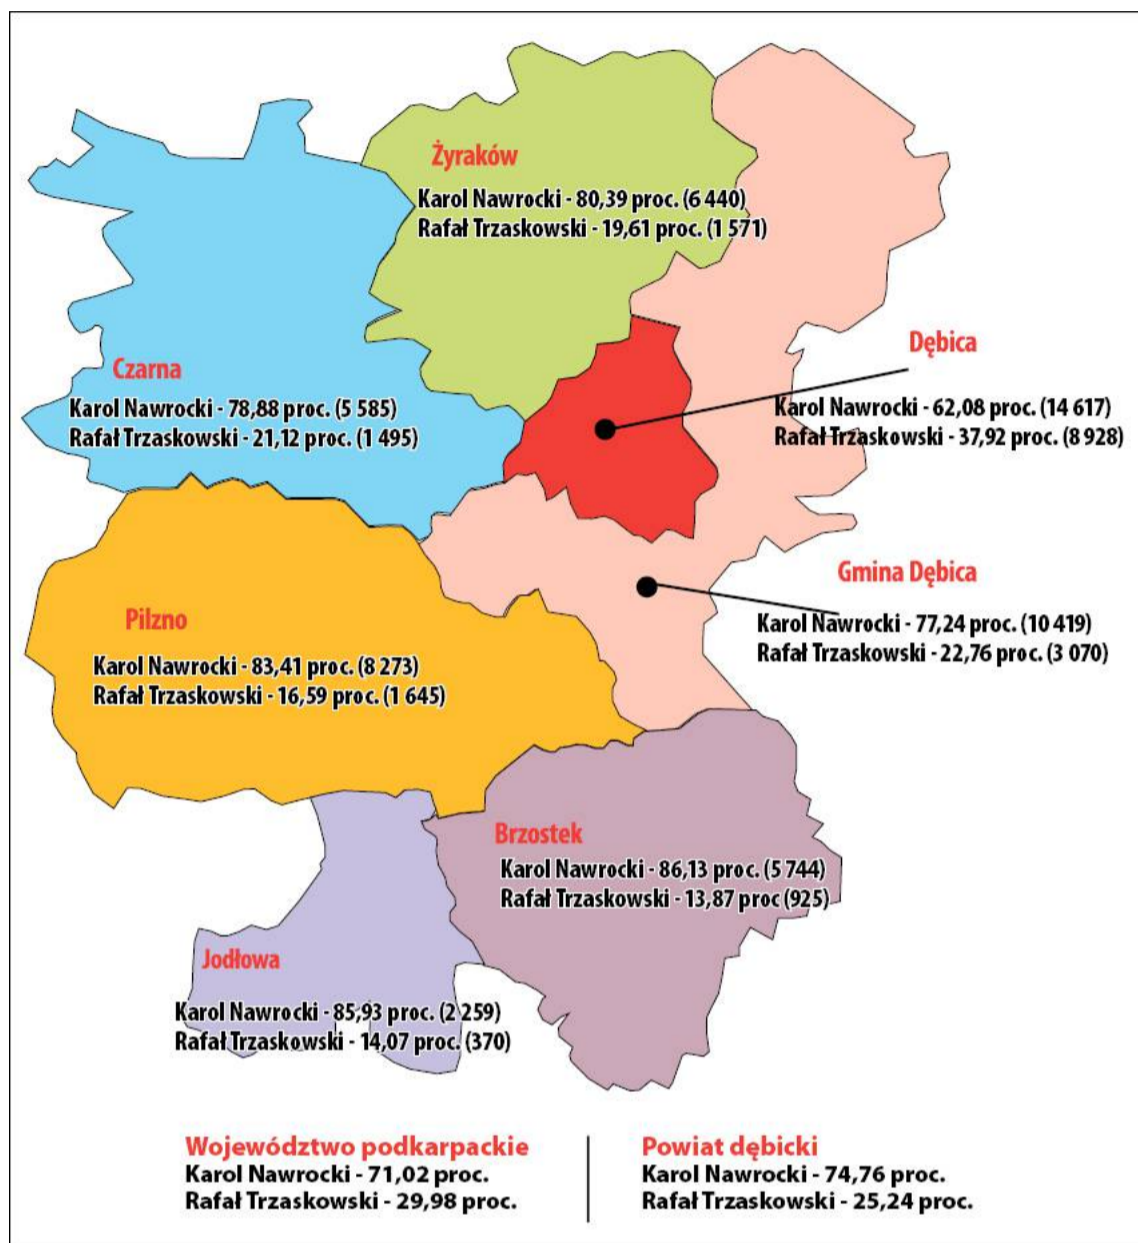 Żyraków
Karol Nawrocki - 80,39 proc. (6 440)
Rafał Trzaskowski - 19,61 proc. (1 571)
Dębica
Karol Nawrocki - 62,08 proc. (14 617)
Rafał Trzaskowski - 37,92 proc. (8 928)
Czarna
Karol Nawrocki - 78,88 proc. (5 585)
Rafał Trzaskowski - 21,12 proc. (1 495)
Gmina Dębica
Karol Nawrocki - 77,24 proc. (10 419)
Rafał Trzaskowski - 22,76 proc. (3 070)
Pilzno
Karol Nawrocki - 83,41 proc. (8 273)
Rafał Trzaskowski - 16,59 proc. (1 645)
Brzostek
Karol Nawrocki - 86,13 proc. (5 744)
Rafał Trzaskowski - 13,87 proc (925)
Jodłowa
Karol Nawrocki - 85,93 proc. (2 259)
Rafał Trzaskowski - 14,07 proc. (370)
Województwo podkarpackie
Karol Nawrocki - 71,02 proc.
Rafał Trzaskowski - 29,98 proc.
Powiat dębicki
Karol Nawrocki - 74,76 proc.
Rafał Trzaskowski - 25,24 proc.